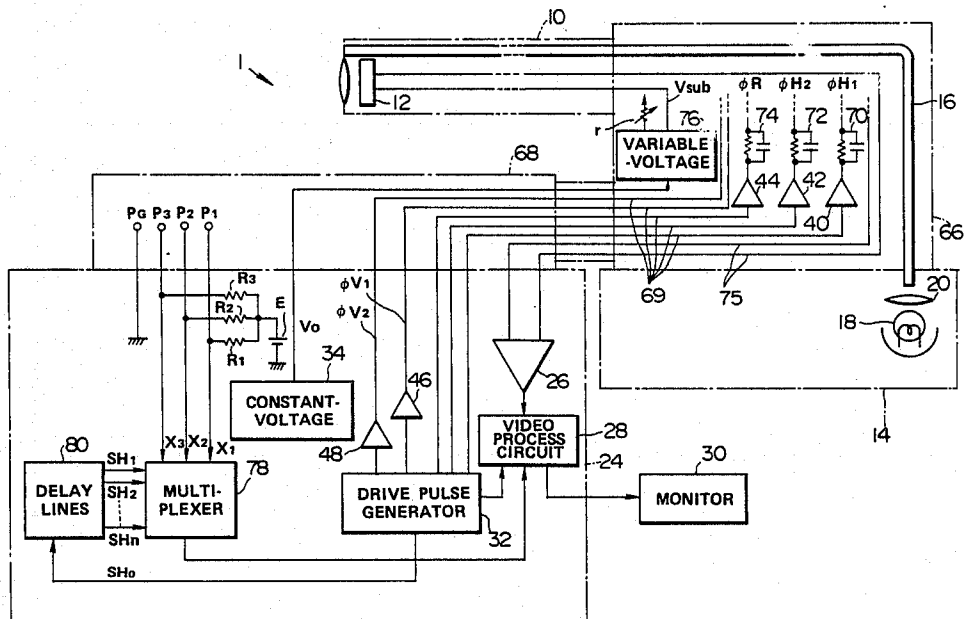 10
1
12
Vsub
φR
φH2
φH1
16
r
76
74
72
70
VARIABLE
-VOLTAGE
44
42
40
68
66
PG P3 P2 P1
69
75
R3
R2
R1
E
Vo
φV1
φV2
20
18
34
CONSTANT-
VOLTAGE
46
48
26
14
VIDEO
PROCESS
CIRCUIT
28
24
30
MONITOR
80
X3 X2 X1
SH1
SH2
SHn
DELAY
LINES
78
MULTI-
PLEXER
DRIVE PULSE
GENERATOR
32
SHo